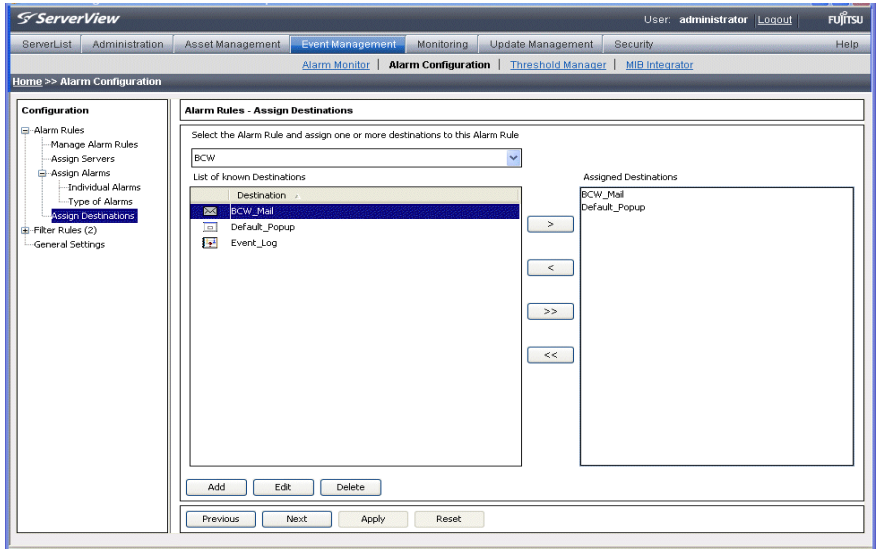 ServerView User: administrator Logout FUJITSU
ServerList Administration Asset Management Event Management Monitoring Update Management Security Help
Alarm Monitor | Alarm Configuration | Threshold Manager | MIB Integrator
Home >> Alarm Configuration
Configuration
Alarm Rules
Manage Alarm Rules
Assign Servers
Assign Alarms
Individual Alarms
Type of Alarms
Assign Destinations
Filter Rules (2)
General Settings
Alarm Rules - Assign Destinations
Select the Alarm Rule and assign one or more destinations to this Alarm Rule
BCW
List of known Destinations
Destination
BCW_Mail
Default_Popup
Event_Log
>
<
>>
<<
Assigned Destinations
BCW_Mail
Default_Popup
Add Edit Delete
Previous Next Apply Reset